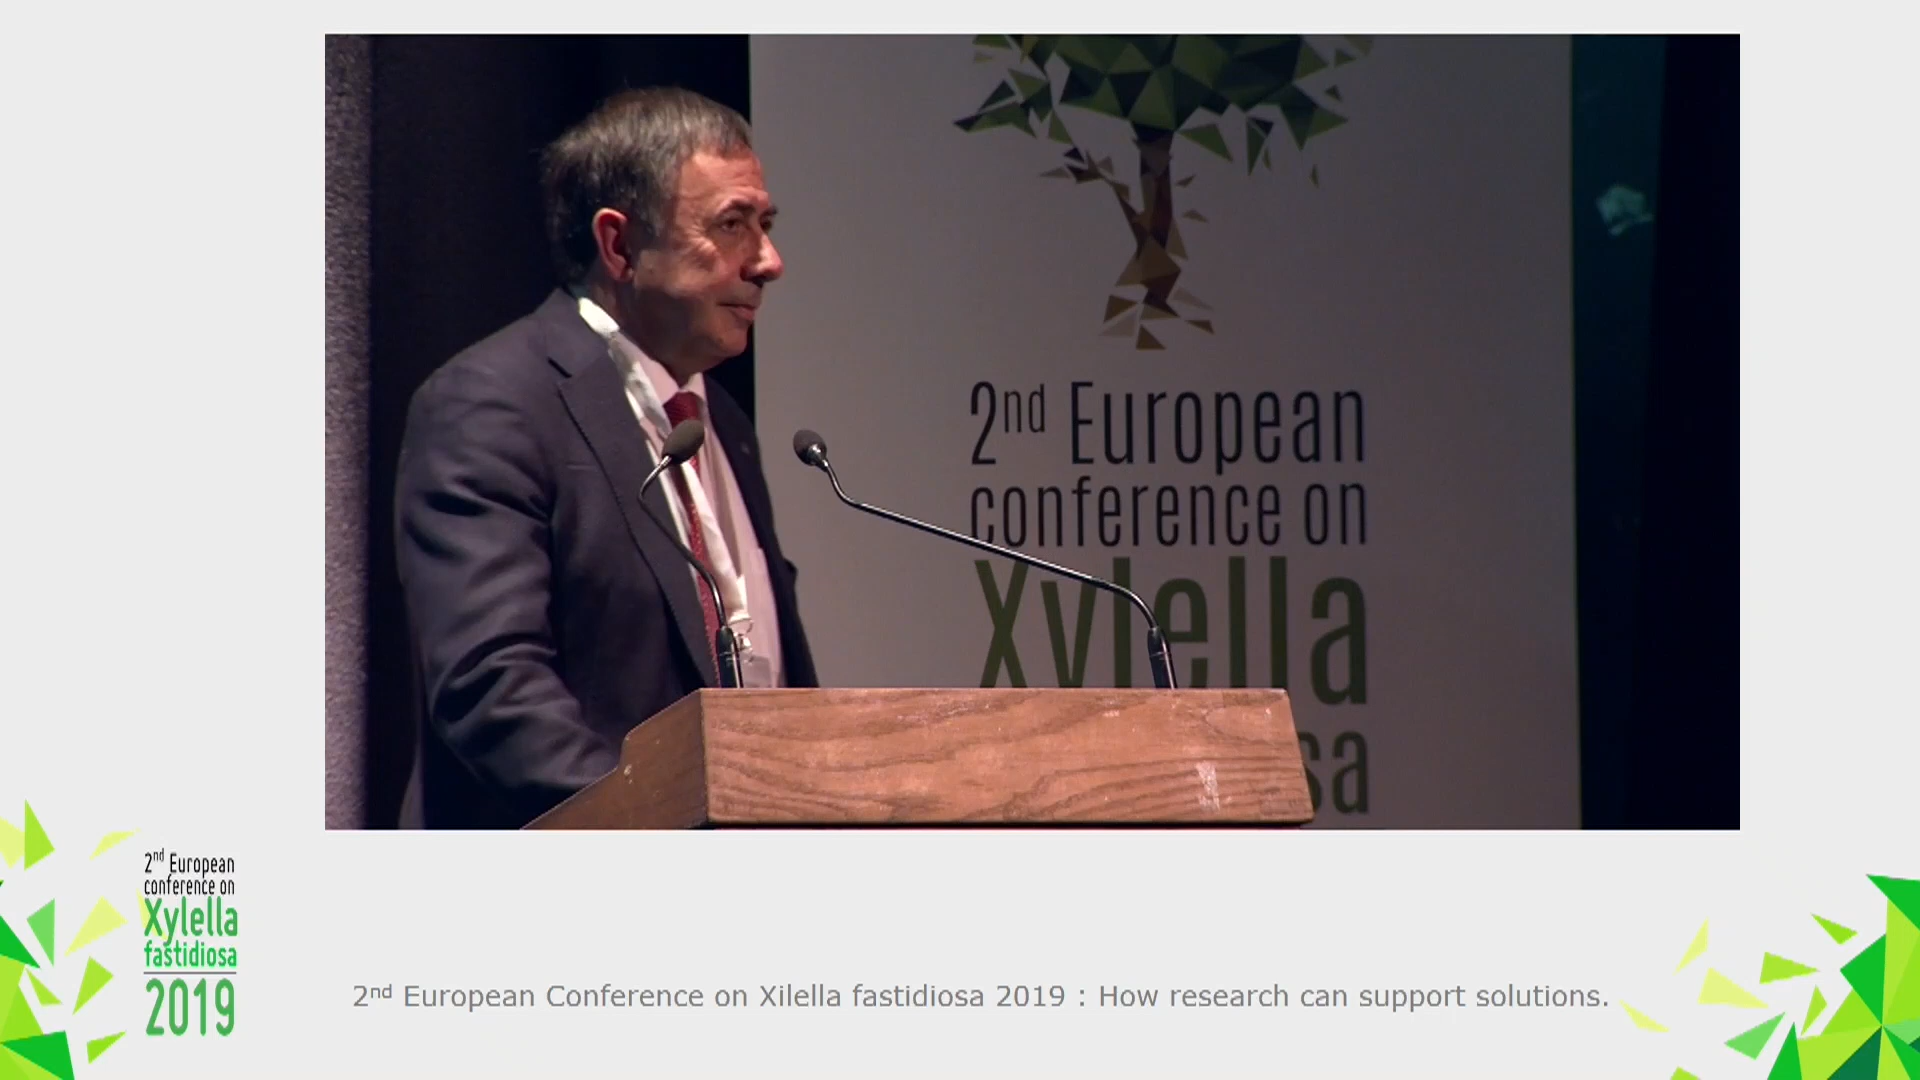 2nd European
conference on
Xylella
sa
2nd European
conference on
Xylella
fastidiosa
2019
2nd European Conference on Xilella fastidiosa 2019 : How research can support solutions.